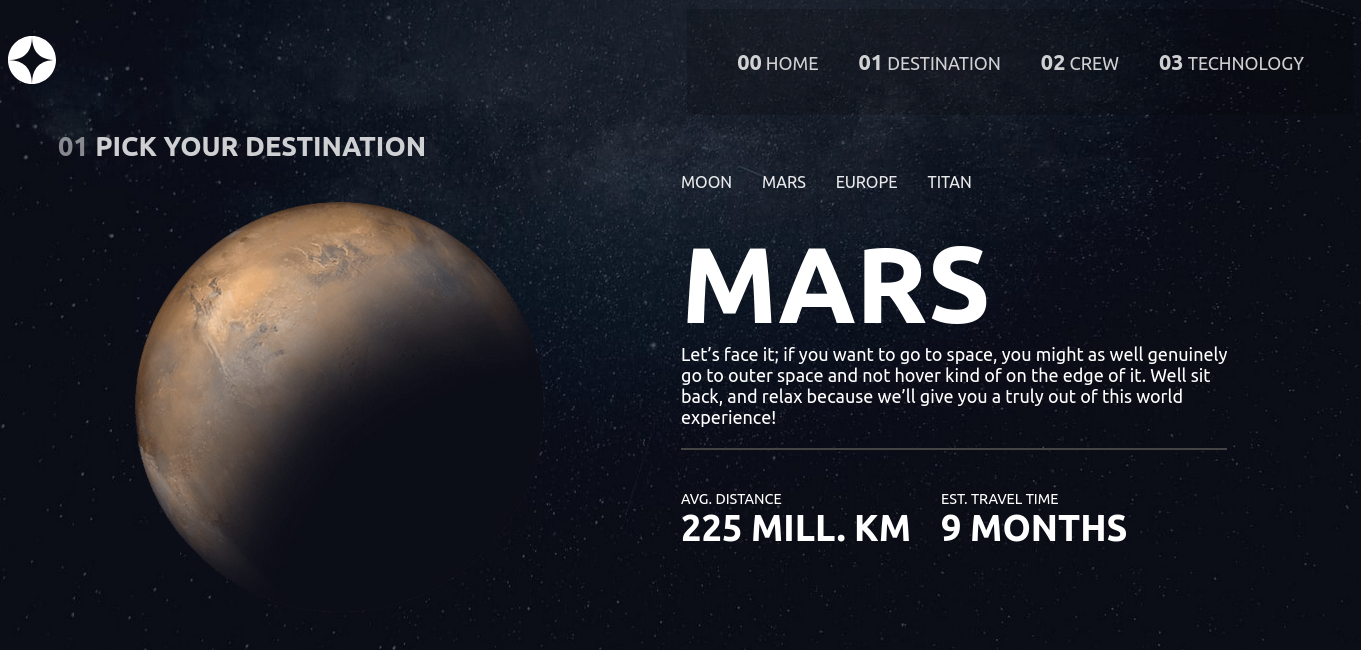 00 HOME 01 DESTINATION 02 CREW 03 TECHNOLOGY
01 PICK YOUR DESTINATION
MOON MARS EUROPE TITAN
MARS
Let’s face it; if you want to go to space, you might as well genuinely
go to outer space and not hover kind of on the edge of it. Well sit
back, and relax because we’ll give you a truly out of this world
experience!
AVG. DISTANCE EST. TRAVEL TIME
225 MILL. KM 9 MONTHS